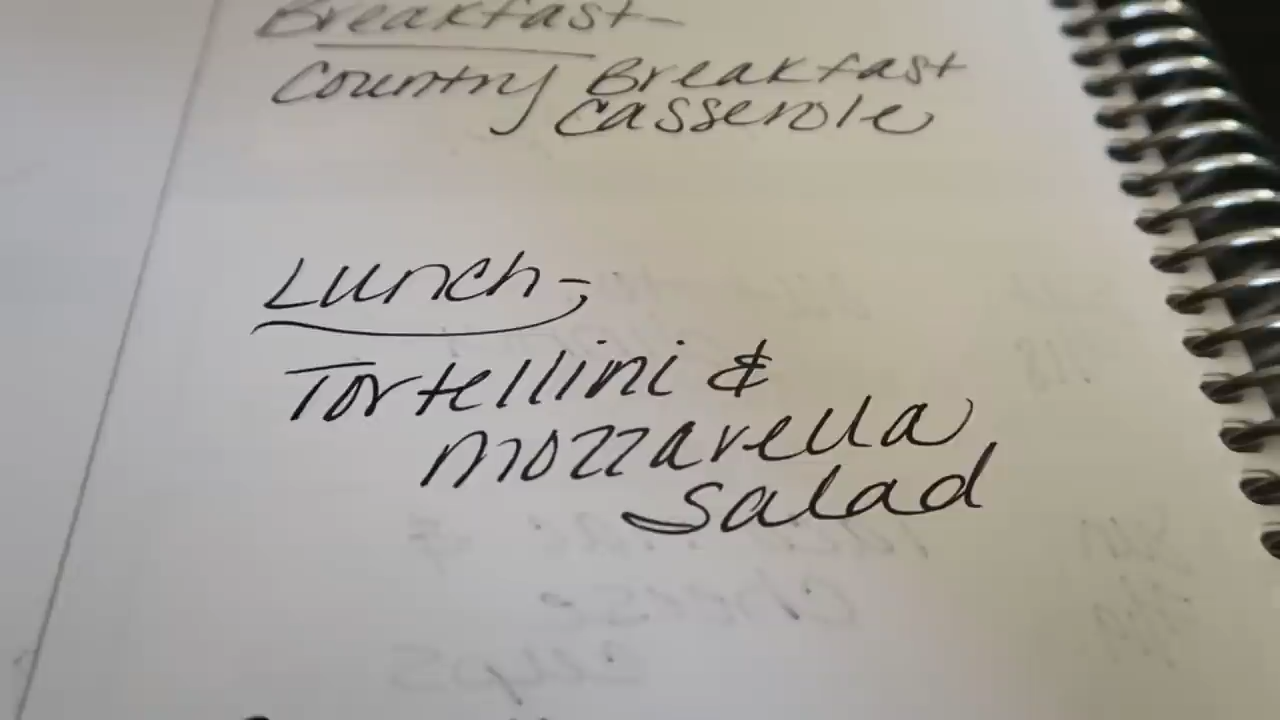 Breakfast-
Country Breakfast
casserole
Lunch-
Tortellini &
mozzarella
salad